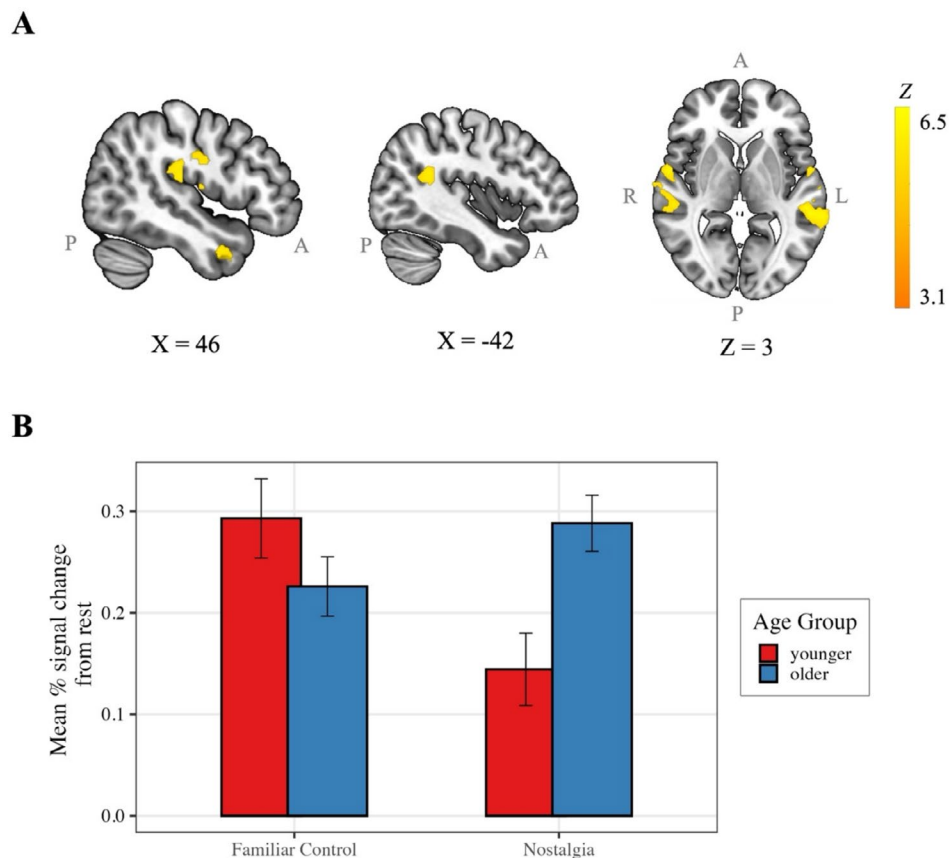 A
A
Z
6.5
P
A
P
A
R
L
P
3.1
X = 46
X = -42
Z = 3
B
Mean % signal change
from rest
0.3
0.2
0.1
0.0
Familiar Control
Nostalgia
Age Group
younger
older